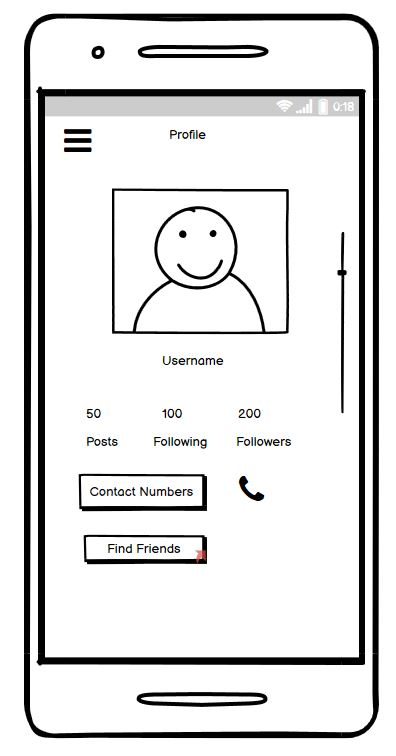 0:18
Profile
Username
50 100 200
Posts Following Followers
Contact Numbers
Find Friends